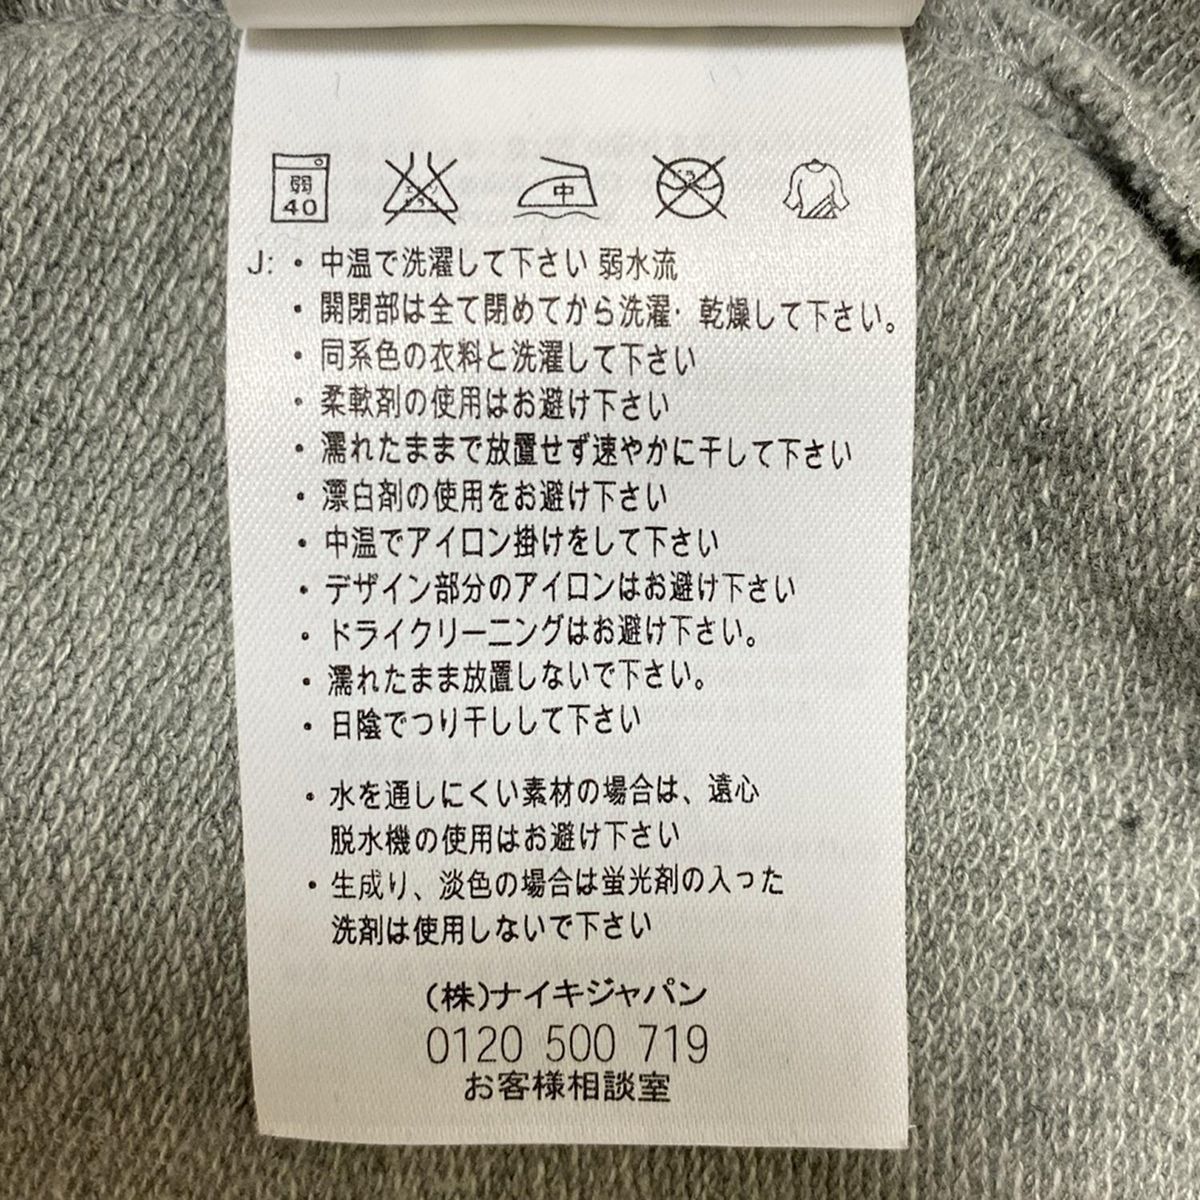 弱
40
エンソサラシ
中
ドライ
J: ・ 中温で洗濯して下さい 弱水流
・ 開閉部は全て閉めてから洗濯・ 乾燥して下さい。
・ 同系色の衣料と洗濯して下さい
・ 柔軟剤の使用はお避け下さい
・ 濡れたままで放置せず速やかに干して下さい
・ 漂白剤の使用をお避け下さい
・ 中温でアイロン掛けをして下さい
・ デザイン部分のアイロンはお避け下さい
・ ドライクリーニングはお避け下さい。
・ 濡れたまま放置しないで下さい。
・ 日陰でつり干しして下さい
・ 水を通しにくい素材の場合は、遠心
脱水機の使用はお避け下さい
・ 生成り、淡色の場合は蛍光剤の入った
洗剤は使用しないで下さい
(株)ナイキジャパン
0120 500 719
お客様相談室